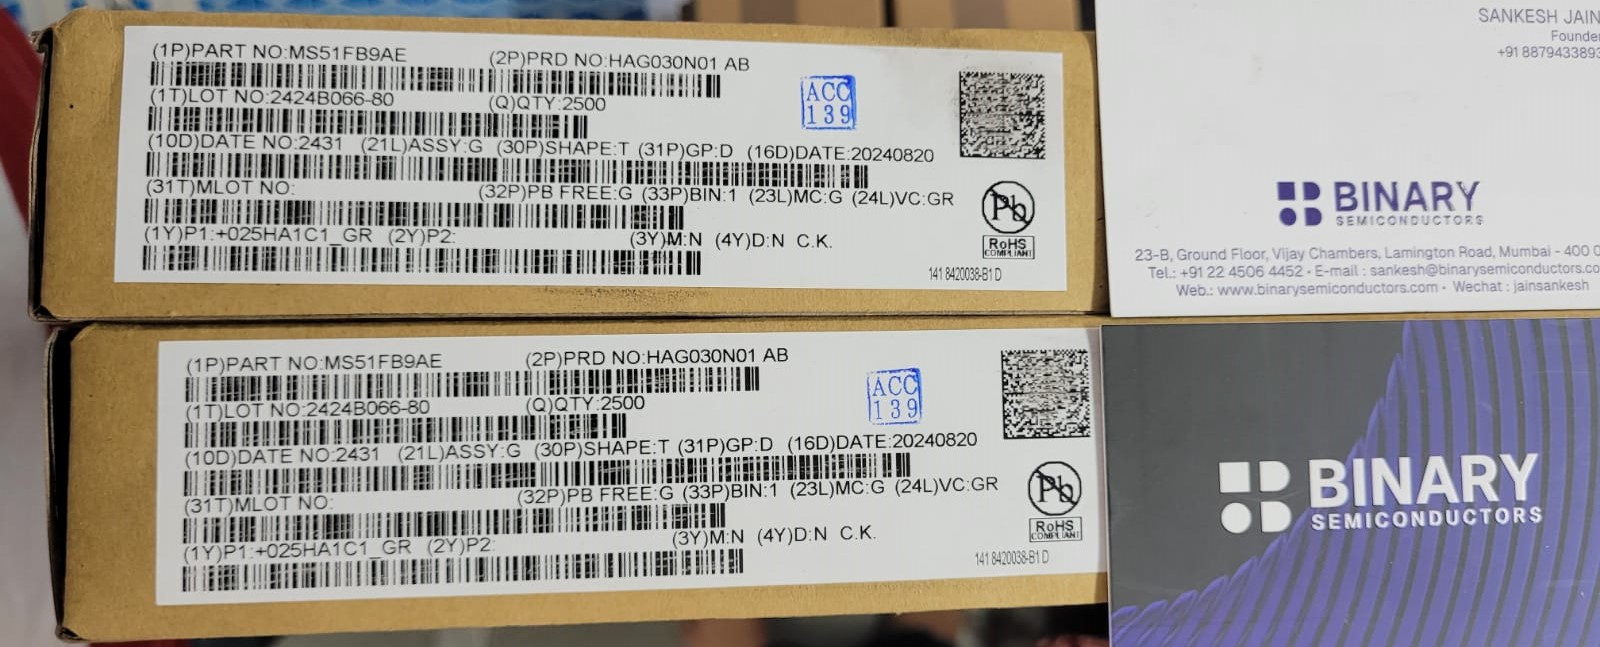 (1P)PART NO:MS51FB9AE (2P)PRD NO:HAG030N01 AB
(1T)LOT NO:2424B066-80 (Q)QTY:2500
(10D)DATE NO:2431 (21L)ASSY:G (30P)SHAPE:T (31P)GP:D (16D)DATE:20240820
(31T)MLOT NO: (32P)PB FREE:G (33P)BIN:1 (23L)MC:G (24L)VC:GR
(1Y)P1:+025HA1C1_GR (2Y)P2: (3Y)M:N (4Y)D:N C.K.
ACC
139
Pb
RoHS
COMPLIANT
141 8420038-B1 D
(1P)PART NO:MS51FB9AE (2P)PRD NO:HAG030N01 AB
(1T)LOT NO:2424B066-80 (Q)QTY:2500
(10D)DATE NO:2431 (21L)ASSY:G (30P)SHAPE:T (31P)GP:D (16D)DATE:20240820
(31T)MLOT NO: (32P)PB FREE:G (33P)BIN:1 (23L)MC:G (24L)VC:GR
(1Y)P1:+025HA1C1_GR (2Y)P2: (3Y)M:N (4Y)D:N C.K.
ACC
139
Pb
RoHS
COMPLIANT
141 8420038-B1 D
SANKESH JAIN
Founder
+91 8879433893
BINARY
SEMICONDUCTORS
23-B, Ground Floor, Vijay Chambers, Lamington Road, Mumbai - 400 0
Tel.: +91 22 4506 4452 • E-mail : sankesh@binarysemiconductors.co
Web.: www.binarysemiconductors.com • Wechat : jainsankesh
BINARY
SEMICONDUCTORS